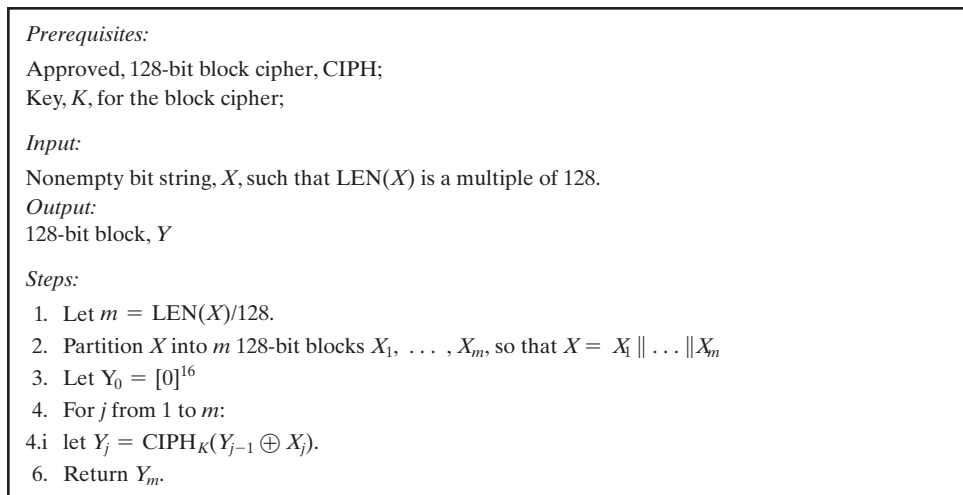 Prerequisites:
Approved, 128-bit block cipher, CIPH;
Key, K, for the block cipher;
Input:
Nonempty bit string, X, such that LEN(X) is a multiple of 128.
Output:
128-bit block, Y
Steps:
1. Let m = LEN(X)/128.
2. Partition X into m 128-bit blocks X₁, . . . , Xₘ, so that X = X₁ ‖ . . . ‖Xₘ
3. Let Y₀ = [0]¹⁶
4. For j from 1 to m:
4.i let Yⱼ = CIPH_K(Yⱼ₋₁ ⊕ Xⱼ).
6. Return Yₘ.